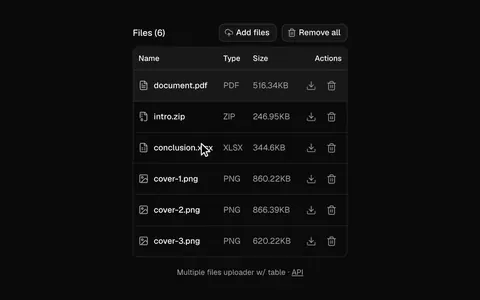 Files (6) Add files Remove all
Name Type Size Actions
document.pdf PDF 516.34KB
intro.zip ZIP 246.95KB
XLSX 344.6KB
cover-1.png PNG 860.22KB
cover-2.png PNG 866.39KB
cover-3.png PNG 620.22KB
Multiple files uploader w/ table · API